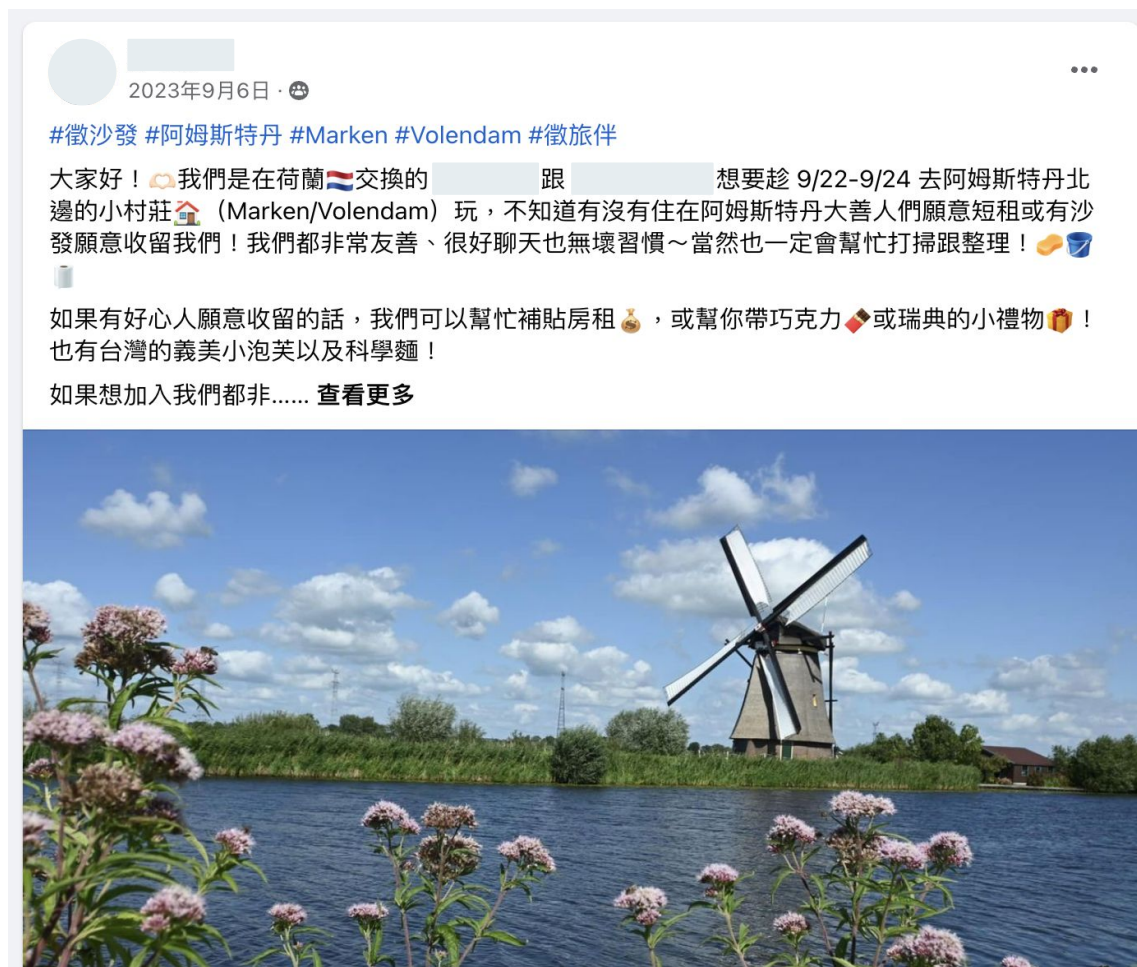 2023年9月6日 ·
#徵沙發 #阿姆斯特丹 #Marken #Volendam #徵旅伴
大家好！🫶🏻我們是在荷蘭🇳🇱交換的 跟 想要趁 9/22-9/24 去阿姆斯特丹北
邊的小村莊🏠（Marken/Volendam）玩，不知道有沒有住在阿姆斯特丹大善人們願意短租或有沙
發願意收留我們！我們都非常友善、很好聊天也無壞習慣～當然也一定會幫忙打掃跟整理！🧽🪣
🧻
如果有好心人願意收留的話，我們可以幫忙補貼房租💰，或幫你帶巧克力🍫或瑞典的小禮物🎁！
也有台灣的義美小泡芙以及科學麵！
如果想加入我們都非…… 查看更多